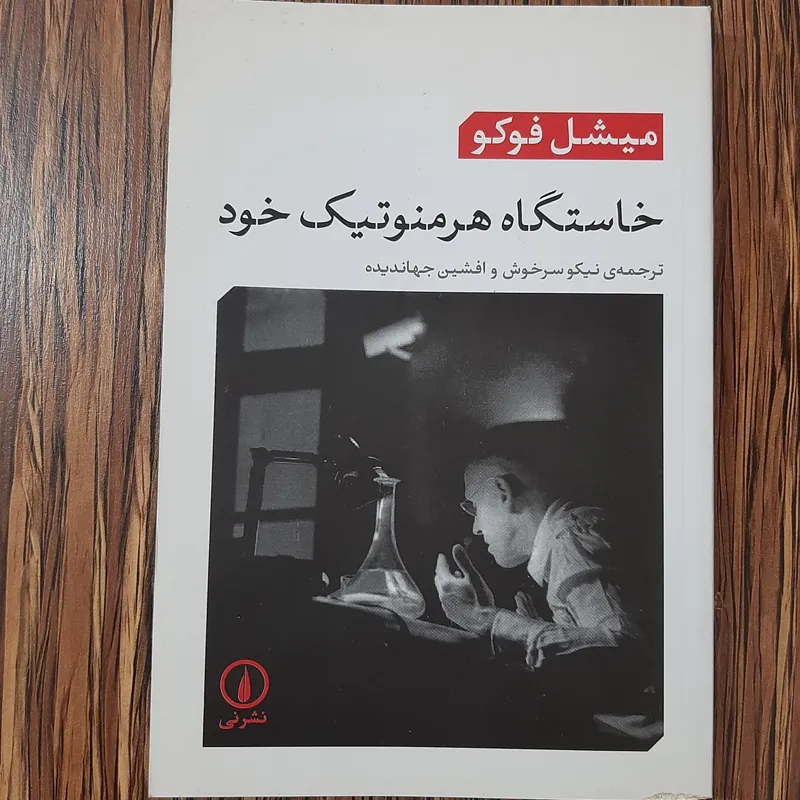 میشل فوکو
خاستگاه هرمنوتیک خود
ترجمه‌ی نیکو سرخوش و افشین جهاندیده
نشرنی